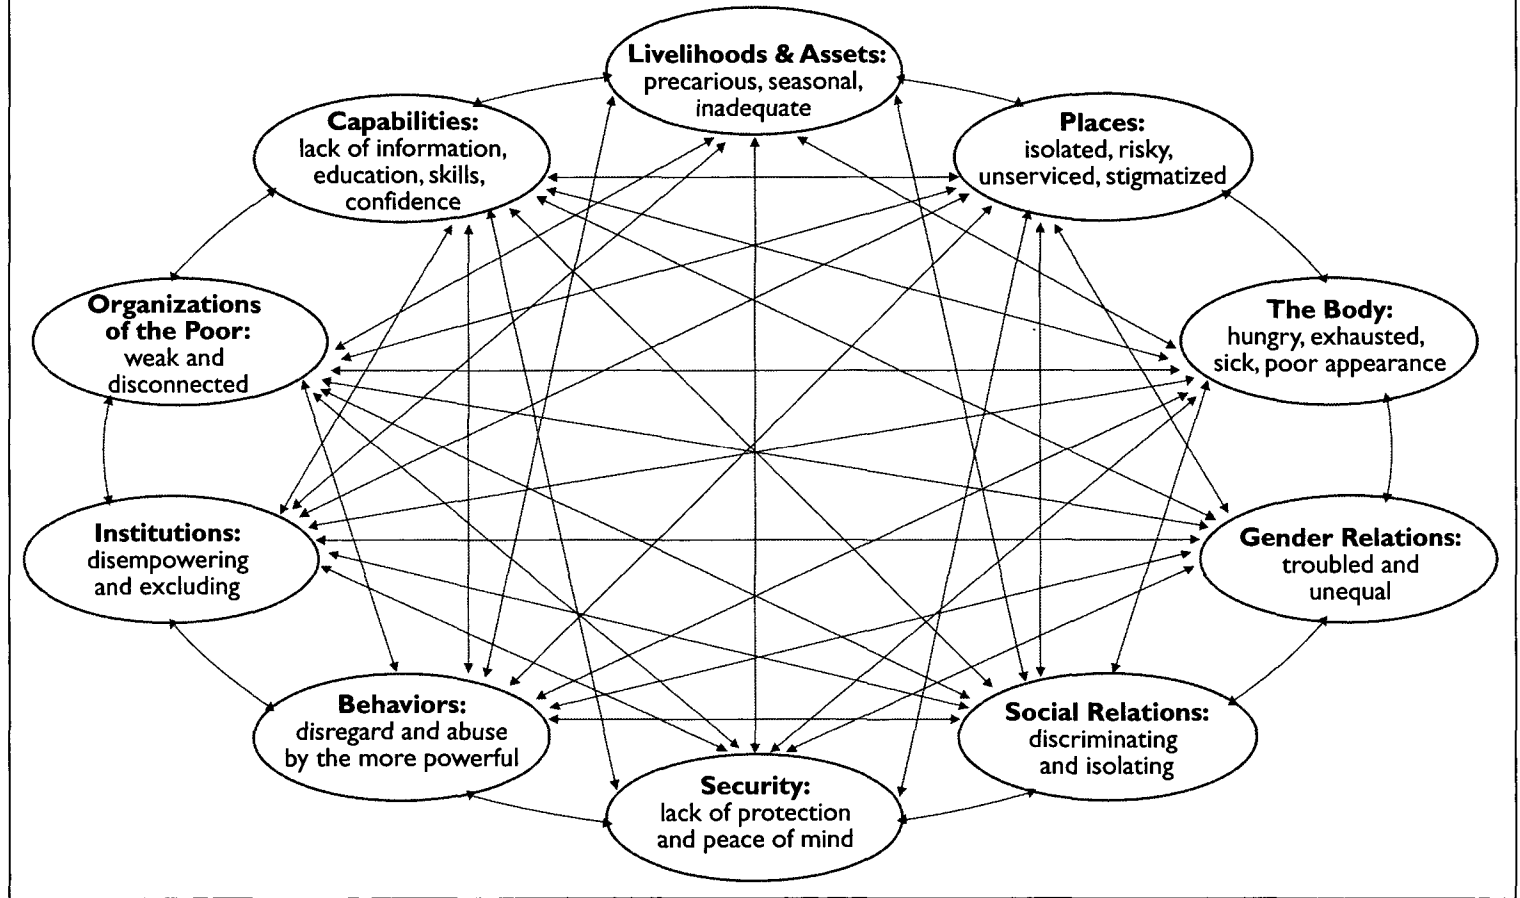 Livelihoods & Assets:
precarious, seasonal,
inadequate
Capabilities:
lack of information,
education, skills,
confidence
Places:
isolated, risky,
unserviced, stigmatized
Organizations
of the Poor:
weak and
disconnected
The Body:
hungry, exhausted,
sick, poor appearance
Institutions:
disempowering
and excluding
Gender Relations:
troubled and
unequal
Behaviors:
disregard and abuse
by the more powerful
Social Relations:
discriminating
and isolating
Security:
lack of protection
and peace of mind